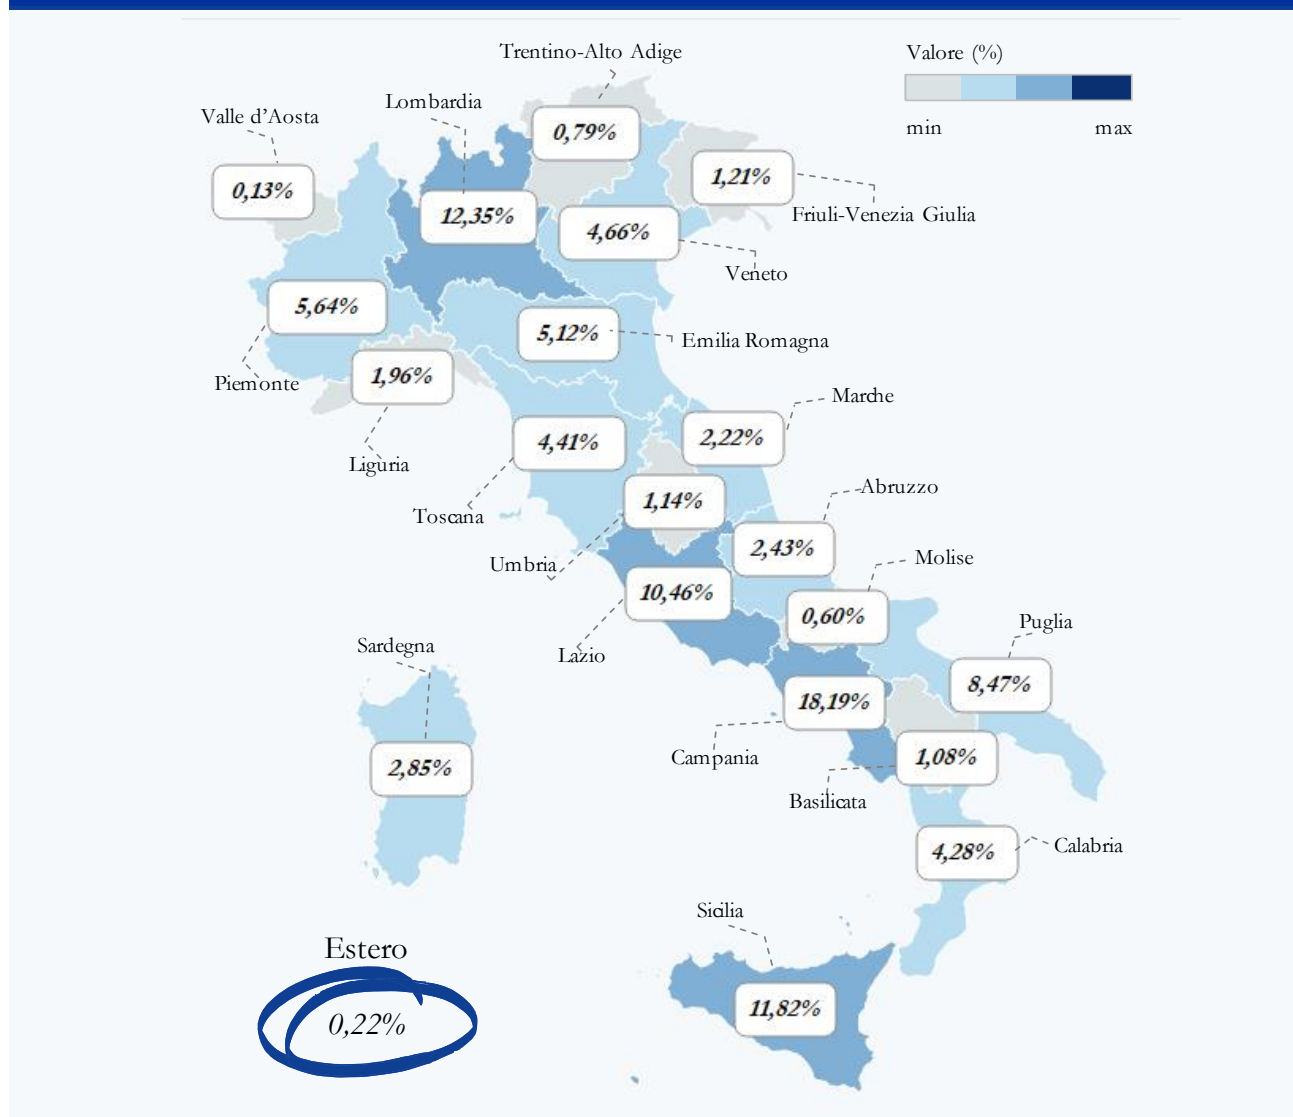 Trentino-Alto Adige
Valore (%)
min max
Lombardia
Valle d'Aosta
0,79%
1,21%
0,13%
12,35%
4,66%
Friuli-Venezia Giulia
Veneto
5,64%
5,12%
Emilia Romagna
1,96%
Piemonte
Marche
2,22%
4,41%
Liguria
Abruzzo
1,14%
Toscana
2,43%
Umbria
Molise
10,46%
0,60%
Puglia
Sardegna
Lazio
8,47%
18,19%
Campania
1,08%
2,85%
Basilicata
4,28%
Calabria
Sicilia
Estero
11,82%
0,22%